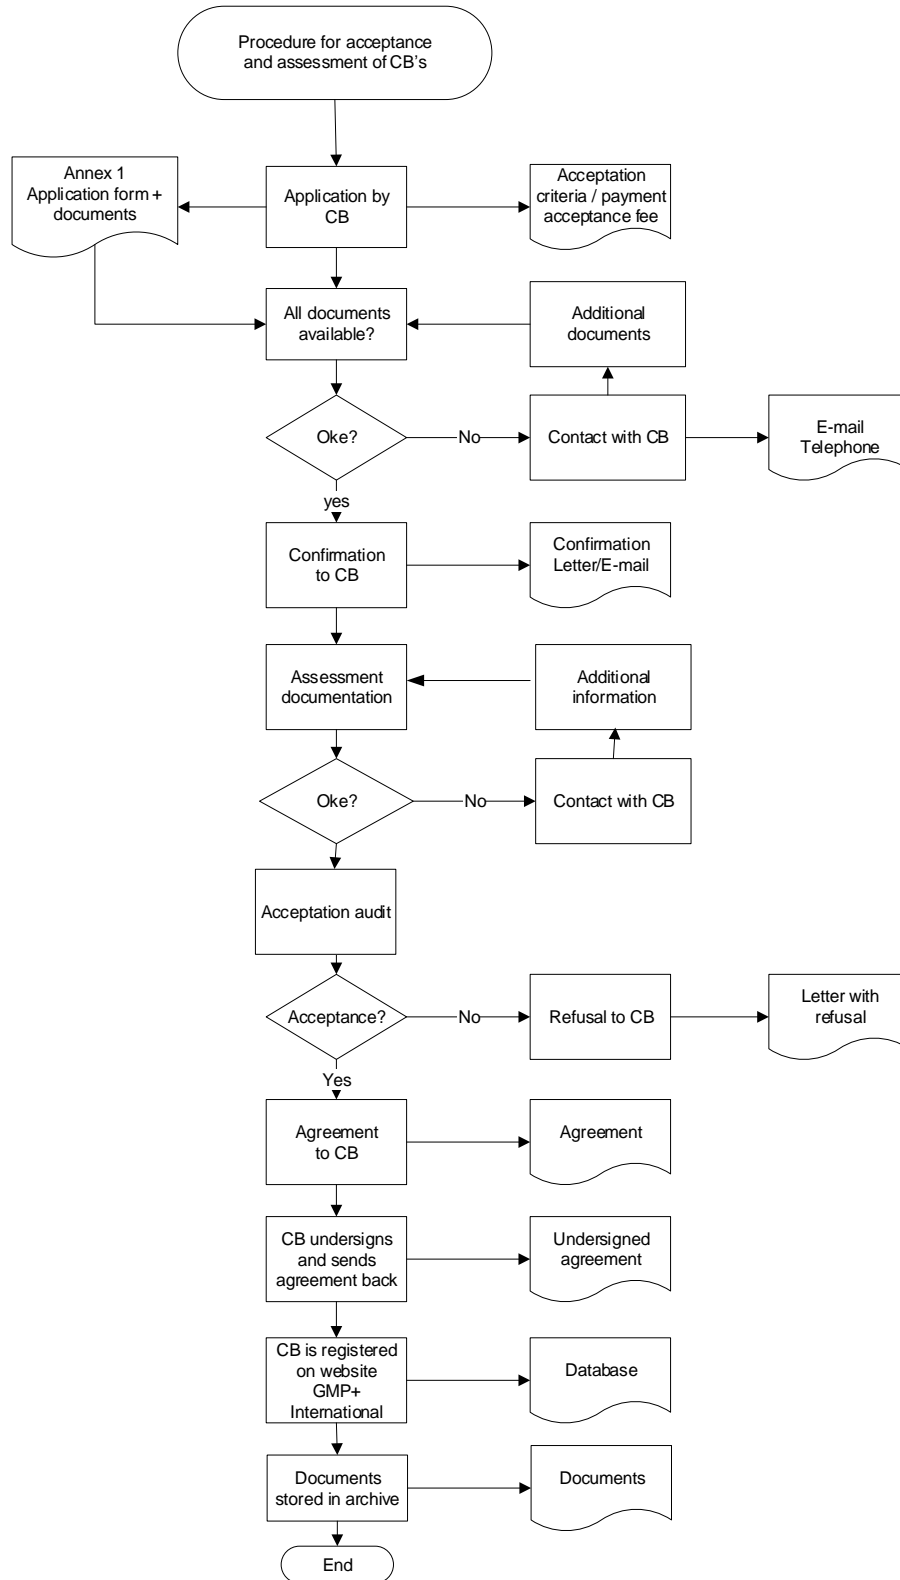 Procedure for acceptance
and assessment of CB's
Annex 1
Application form +
documents
Application by
CB
Acceptation
criteria / payment
acceptance fee
All documents
available?
Additional
documents
Oke?
No
Contact with CB
E-mail
Telephone
yes
Confirmation
to CB
Confirmation
Letter/E-mail
Assessment
documentation
Additional
information
Oke?
No
Contact with CB
Acceptation audit
Acceptance?
No
Refusal to CB
Letter with
refusal
Yes
Agreement
to CB
Agreement
CB undersigns
and sends
agreement back
Undersigned
agreement
CB is registered
on website
GMP+
International
Database
Documents
stored in archive
Documents
End